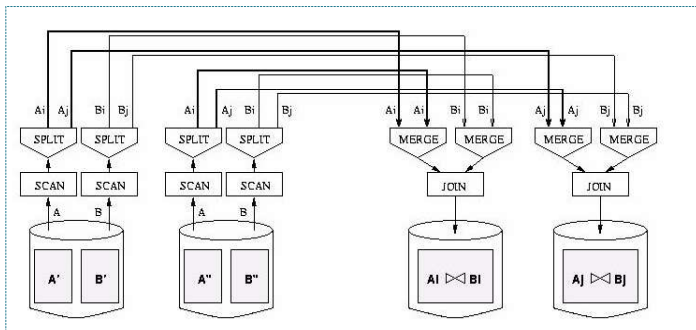 Ai Aj Bi Bj Ai Aj Bi Bj Ai Ai Bi Bi Aj Aj Bj Bj
SPLIT SPLIT SPLIT SPLIT MERGE MERGE MERGE MERGE
SCAN SCAN SCAN SCAN JOIN JOIN
A B A B
A' B' A" B" Ai ⋈ Bi Aj ⋈ Bj